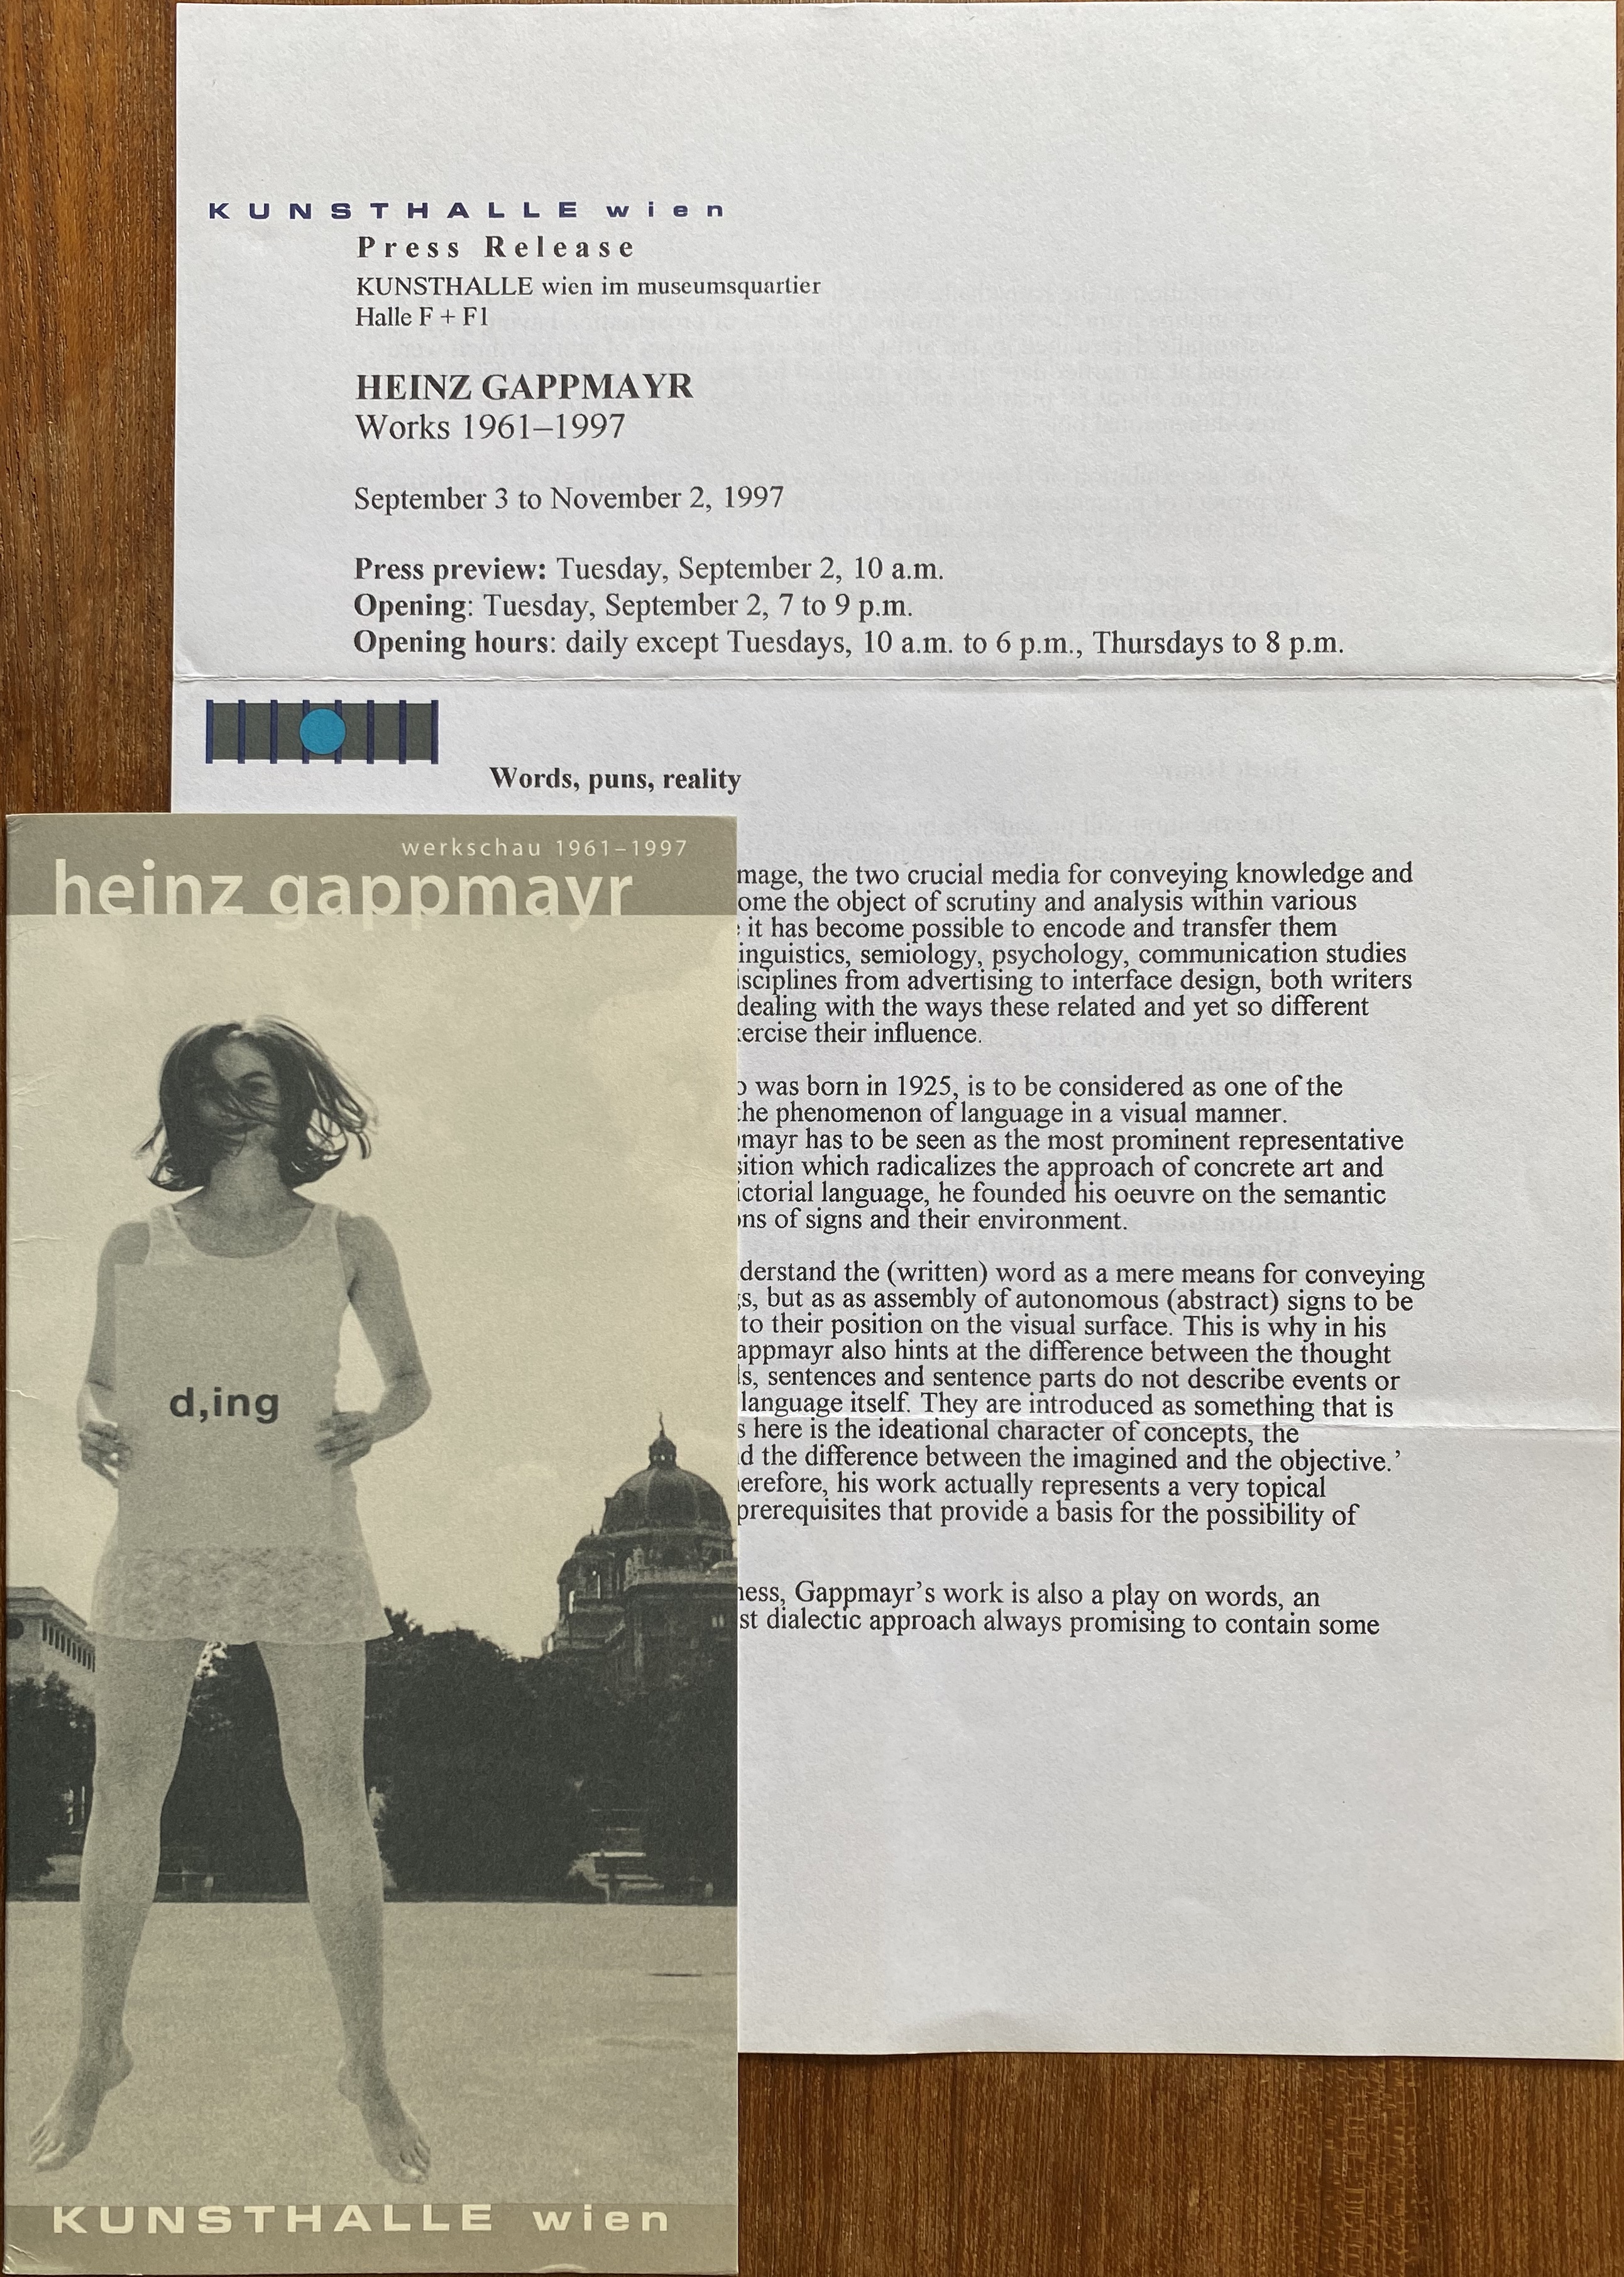 KUNSTHALLE wien
Press Release
KUNSTHALLE wien im museumsquartier
Halle F + F1
HEINZ GAPPMAYR
Works 1961–1997
September 3 to November 2, 1997
Press preview: Tuesday, September 2, 10 a.m.
Opening: Tuesday, September 2, 7 to 9 p.m.
Opening hours: daily except Tuesdays, 10 a.m. to 6 p.m., Thursdays to 8 p.m.
Words, puns, reality
mage, the two crucial media for conveying knowledge and
ome the object of scrutiny and analysis within various
it has become possible to encode and transfer them
inguistics, semiology, psychology, communication studies
isciplines from advertising to interface design, both writers
dealing with the ways these related and yet so different
ercise their influence.
was born in 1925, is to be considered as one of the
the phenomenon of language in a visual manner.
mayr has to be seen as the most prominent representative
sition which radicalizes the approach of concrete art and
ictorial language, he founded his oeuvre on the semantic
ons of signs and their environment.
derstand the (written) word as a mere means for conveying
s, but as as assembly of autonomous (abstract) signs to be
to their position on the visual surface. This is why in his
appmayr also hints at the difference between the thought
ls, sentences and sentence parts do not describe events or
language itself. They are introduced as something that is
s here is the ideational character of concepts, the
d the difference between the imagined and the objective.’
erefore, his work actually represents a very topical
prerequisites that provide a basis for the possibility of
ness, Gappmayr’s work is also a play on words, an
st dialectic approach always promising to contain some
werkschau 1961–1997
heinz gappmayr
d,ing
KUNSTHALLE wien